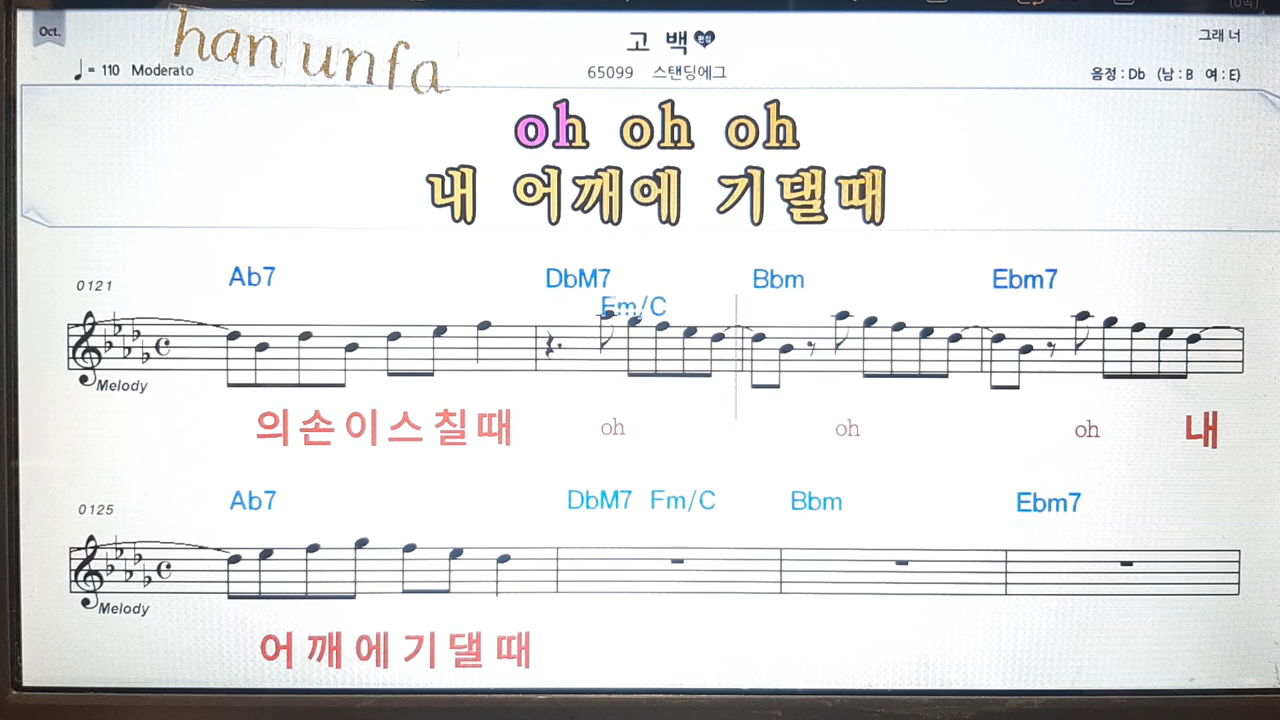 Oct.
han unfa
고 백 편집
그래 너
♩= 110 Moderato
65099 스탠딩에그
음정 : Db (남 : B 여 : E)
oh oh oh
내 어깨에 기댈때
0121
Ab7 DbM7 Fm/C Bbm Ebm7
Melody
의손이스칠때 oh oh oh 내
0125
Ab7 DbM7 Fm/C Bbm Ebm7
Melody
어깨에기댈때